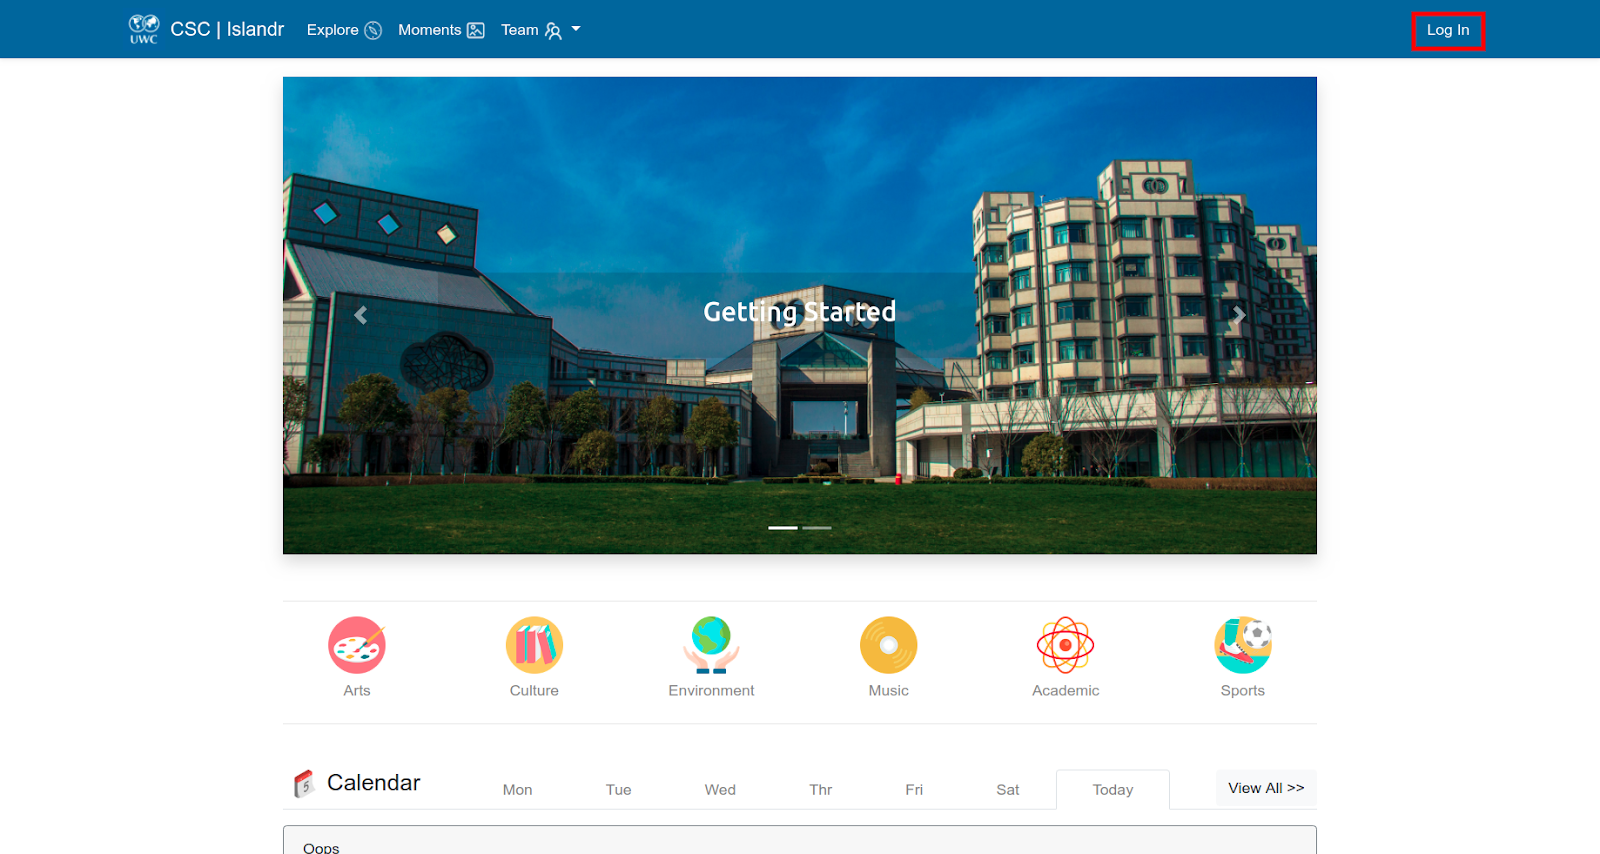 UWC
CSC | Islandr
Explore
Moments
Team
Log In
Getting Started
Arts
Culture
Environment
Music
Academic
Sports
5
Calendar
Mon
Tue
Wed
Thr
Fri
Sat
Today
View All >>
Oops